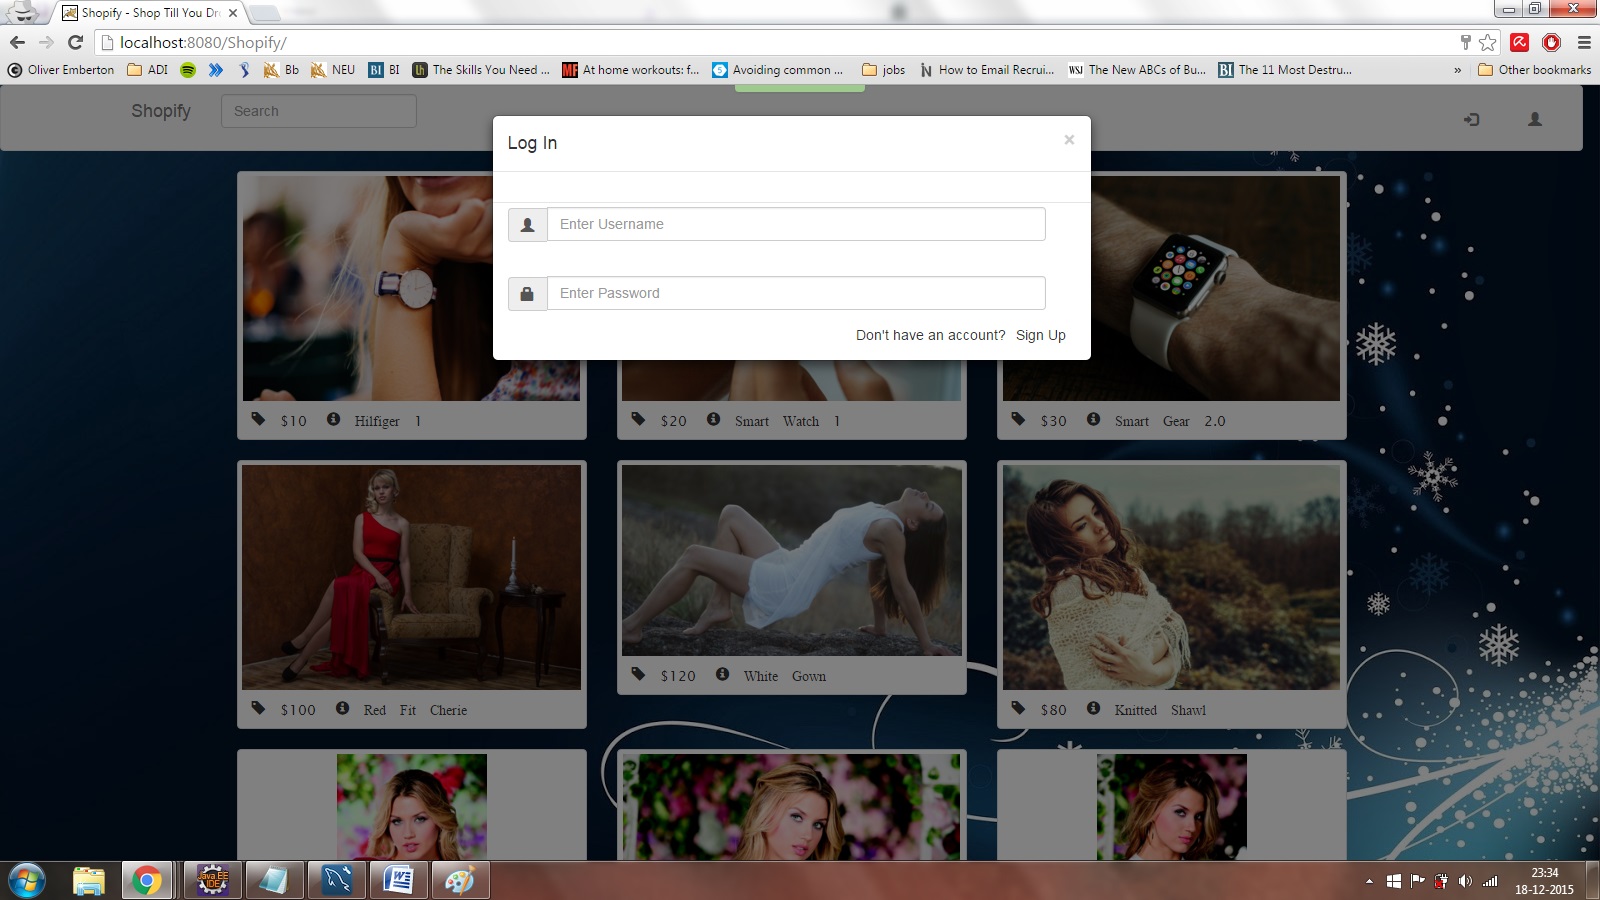 Shopify - Shop Till You Dr
localhost:8080/Shopify/
Oliver Emberton ADI Bb NEU BI BI lh The Skills You Need ... MF At home workouts: f... Avoiding common ... jobs How to Email Recrui... WSJ The New ABCs of Bu... BI The 11 Most Destru... » Other bookmarks
Shopify Search
Log In ×
Enter Username
Enter Password
Don't have an account? Sign Up
$10 Hilfiger 1
$20 Smart Watch 1
$30 Smart Gear 2.0
$100 Red Fit Cherie
$120 White Gown
$80 Knitted Shawl
Java EE
IDE
23:34
18-12-2015